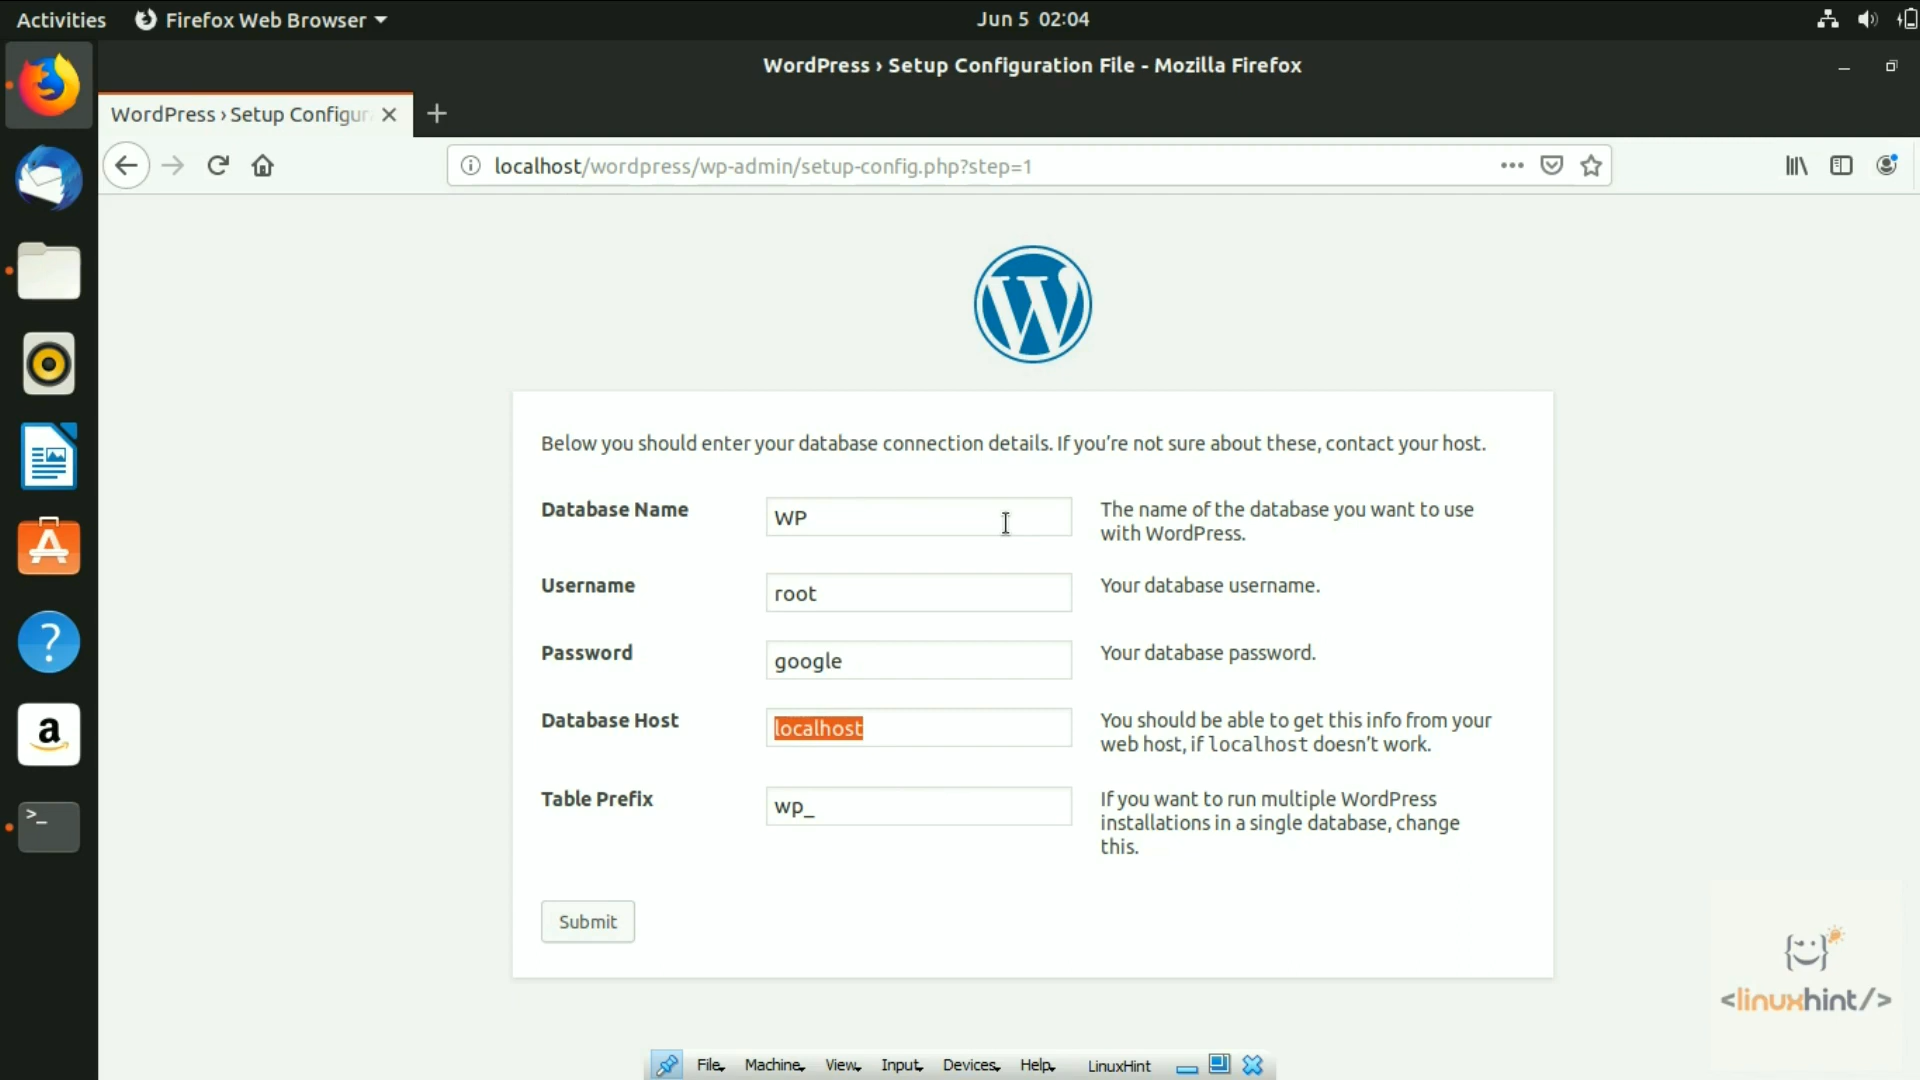 Activities
Firefox Web Browser
Jun 5 02:04
WordPress › Setup Configuration File - Mozilla Firefox
WordPress › Setup Configur
localhost/wordpress/wp-admin/setup-config.php?step=1
Below you should enter your database connection details. If you're not sure about these, contact your host.
Database Name
WP
The name of the database you want to use
with WordPress.
Username
root
Your database username.
Password
google
Your database password.
Database Host
localhost
You should be able to get this info from your
web host, if localhost doesn't work.
Table Prefix
wp_
If you want to run multiple WordPress
installations in a single database, change
this.
Submit
<linuxhint/>
File Machine View Input Devices Help LinuxHint